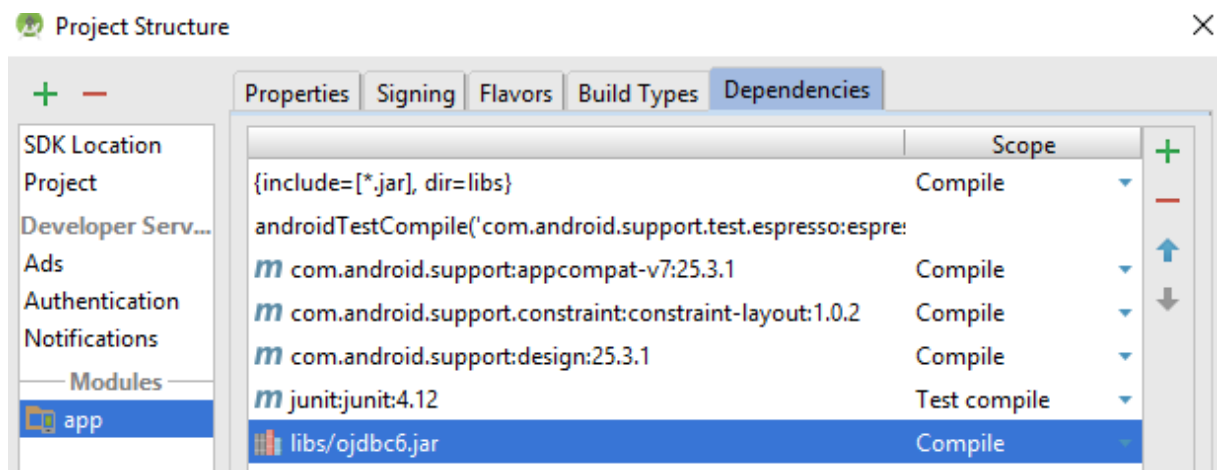 Project Structure
Properties Signing Flavors Build Types Dependencies
SDK Location
Project
Developer Serv...
Ads
Authentication
Notifications
Modules
app
Scope
{include=[*.jar], dir=libs} Compile
androidTestCompile('com.android.support.test.espresso:espre
m com.android.support:appcompat-v7:25.3.1 Compile
m com.android.support.constraint:constraint-layout:1.0.2 Compile
m com.android.support:design:25.3.1 Compile
m junit:junit:4.12 Test compile
libs/ojdbc6.jar Compile